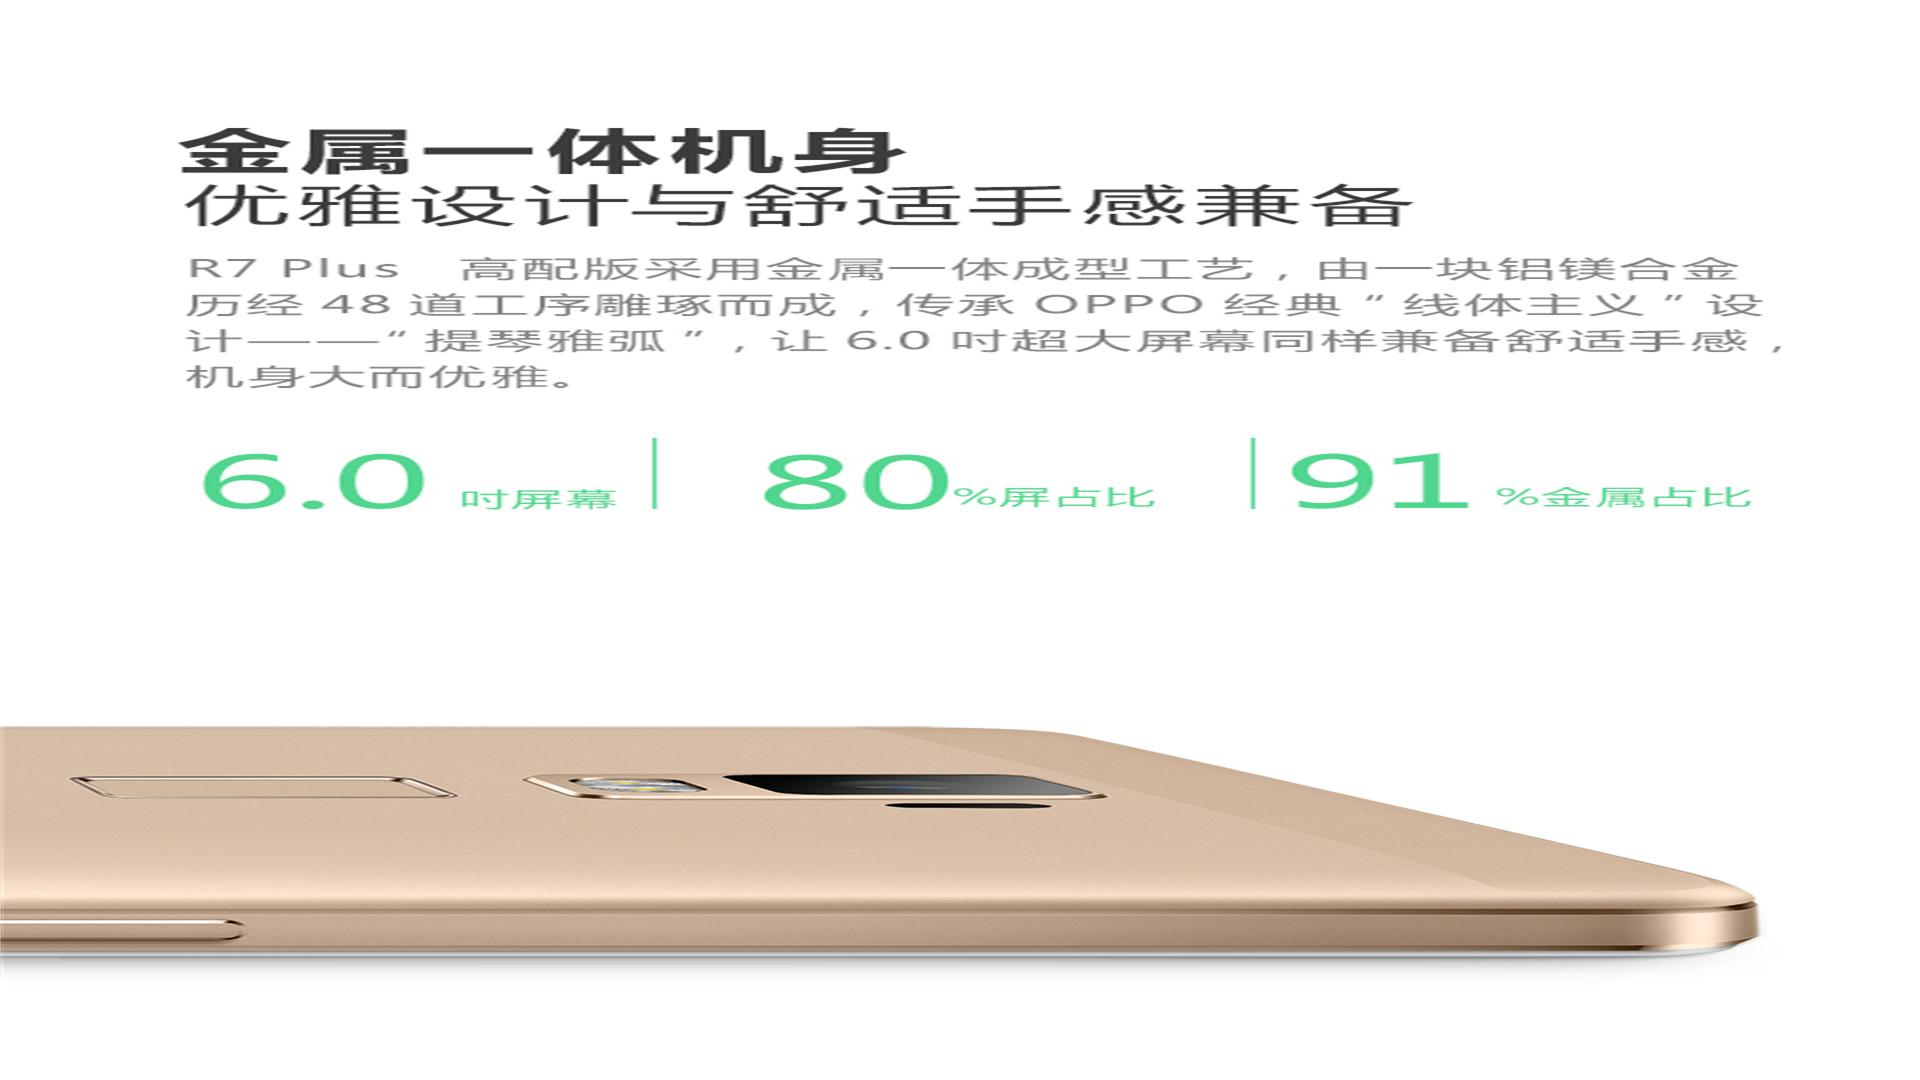 金属一体机身
优雅设计与舒适手感兼备
R7 Plus 高配版采用金属一体成型工艺，由一块铝镁合金
历经 48 道工序雕琢而成，传承 OPPO 经典“线体主义”设
计——“提琴雅弧”，让 6.0 吋超大屏幕同样兼备舒适手感，
机身大而优雅。
6.0 吋屏幕 80%屏占比 91%金属占比